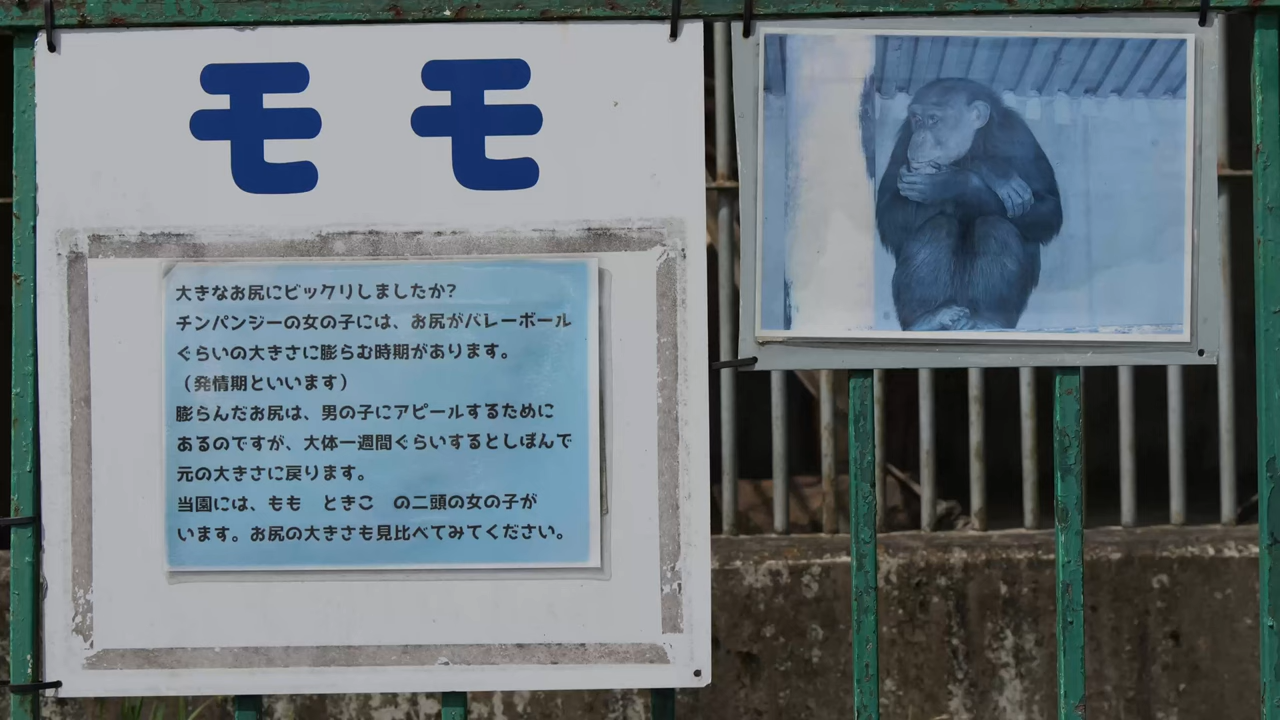 モモ
大きなお尻にビックリしましたか?
チンパンジーの女の子には、お尻がバレーボール
ぐらいの大きさに膨らむ時期があります。
（発情期といいます）
膨らんだお尻は、男の子にアピールするために
あるのですが、大体一週間ぐらいするとしぼんで
元の大きさに戻ります。
当園には、もも　ときこ　の二頭の女の子が
います。お尻の大きさも見比べてみてください。